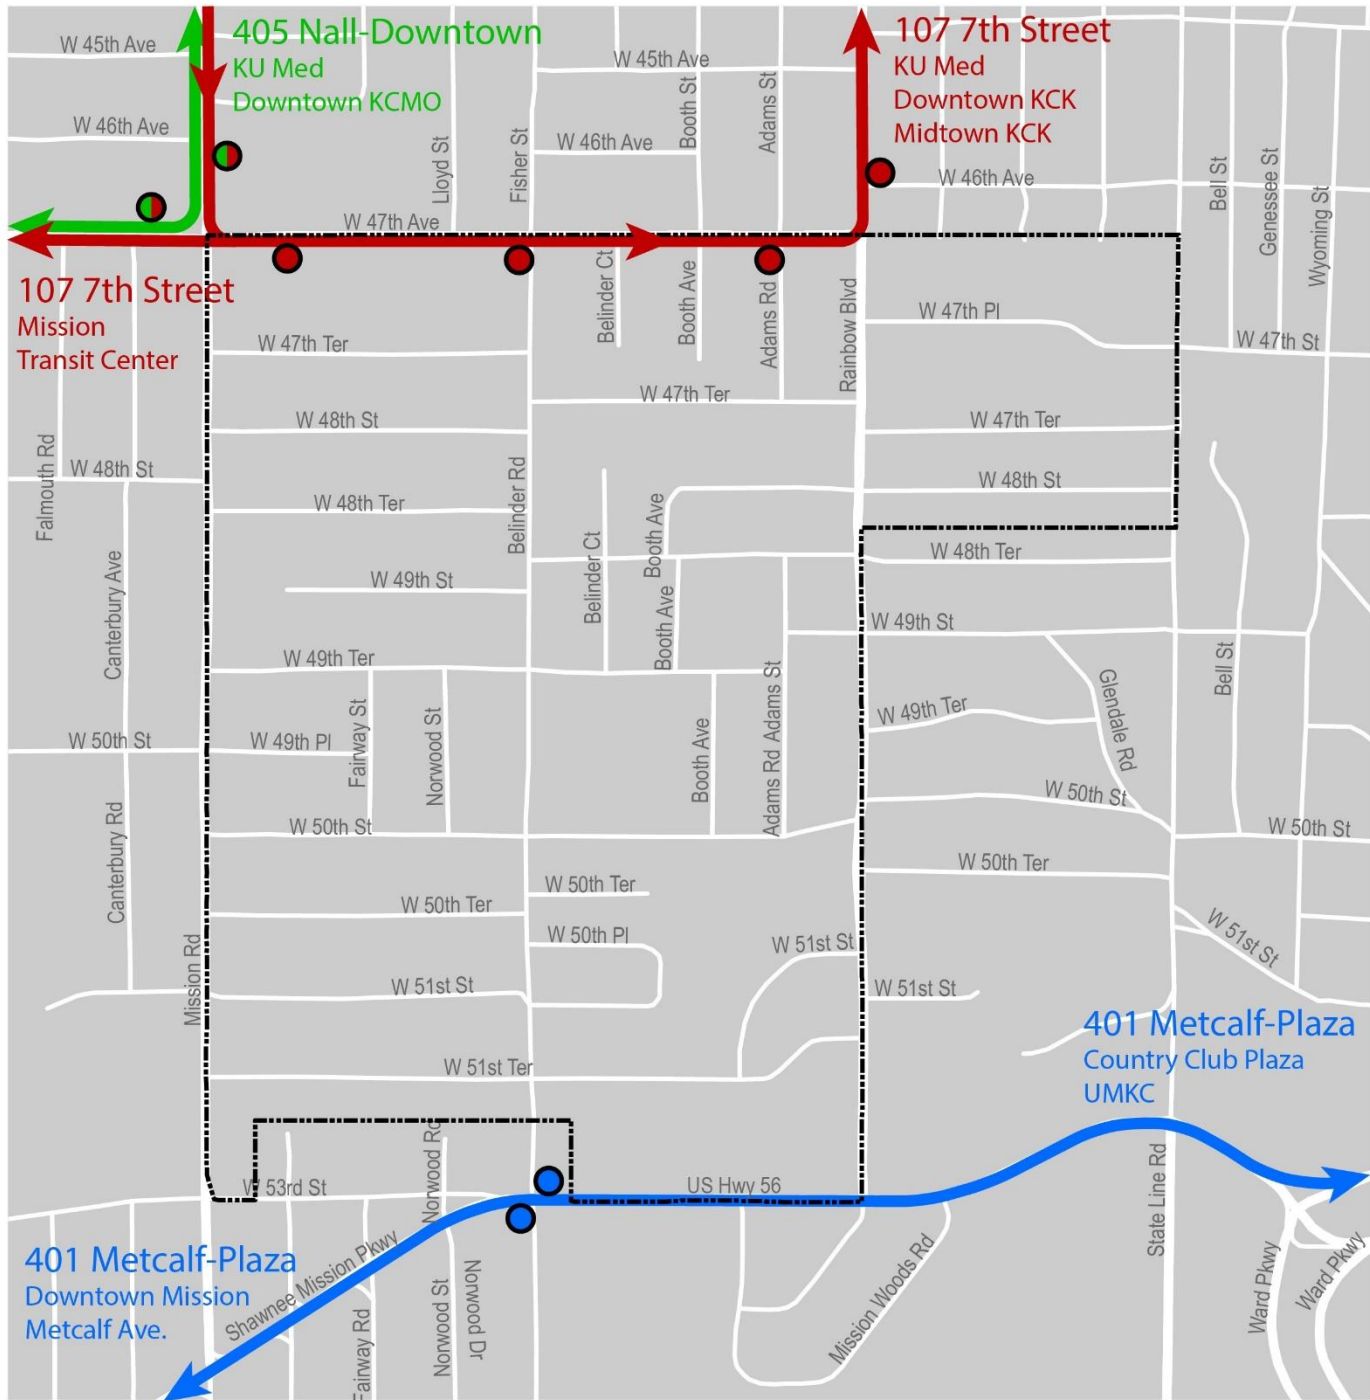 405 Nall-Downtown
KU Med
Downtown KCMO
107 7th Street
KU Med
Downtown KCK
Midtown KCK
W 45th Ave
W 45th Ave
W 46th Ave
W 46th Ave
W 46th Ave
Lloyd St
Fisher St
Booth St
Adams St
Bell St
Genessee St
Wyoming St
W 47th Ave
107 7th Street
Mission
Transit Center
Belinder Ct
Booth Ave
Adams Rd
Rainbow Blvd
W 47th Pl
W 47th St
W 47th Ter
W 47th Ter
W 47th Ter
W 48th St
W 48th St
W 48th St
Falmouth Rd
W 48th Ter
Belinder Rd
Belinder Ct
Booth Ave
W 48th Ter
Canterbury Ave
W 49th St
Booth Ave
W 49th St
W 49th Ter
Adams St
Glendale Rd
Bell St
Fairway St
Norwood St
Booth Ave
W 49th Ter
W 50th St
W 49th Pl
Adams Rd
W 50th St
W 50th St
W 50th St
Canterbury Rd
W 50th Ter
W 50th Ter
W 50th Ter
W 50th Pl
W 51st St
W 51st St
Mission Rd
W 51st St
W 51st St
401 Metcalf-Plaza
Country Club Plaza
UMKC
W 51st Ter
Norwood Rd
W 53rd St
US Hwy 56
State Line Rd
401 Metcalf-Plaza
Downtown Mission
Metcalf Ave.
Shawnee Mission Pkwy
Fairway Rd
Norwood St
Norwood Dr
Mission Woods Rd
Ward Pkwy
Ward Pkwy